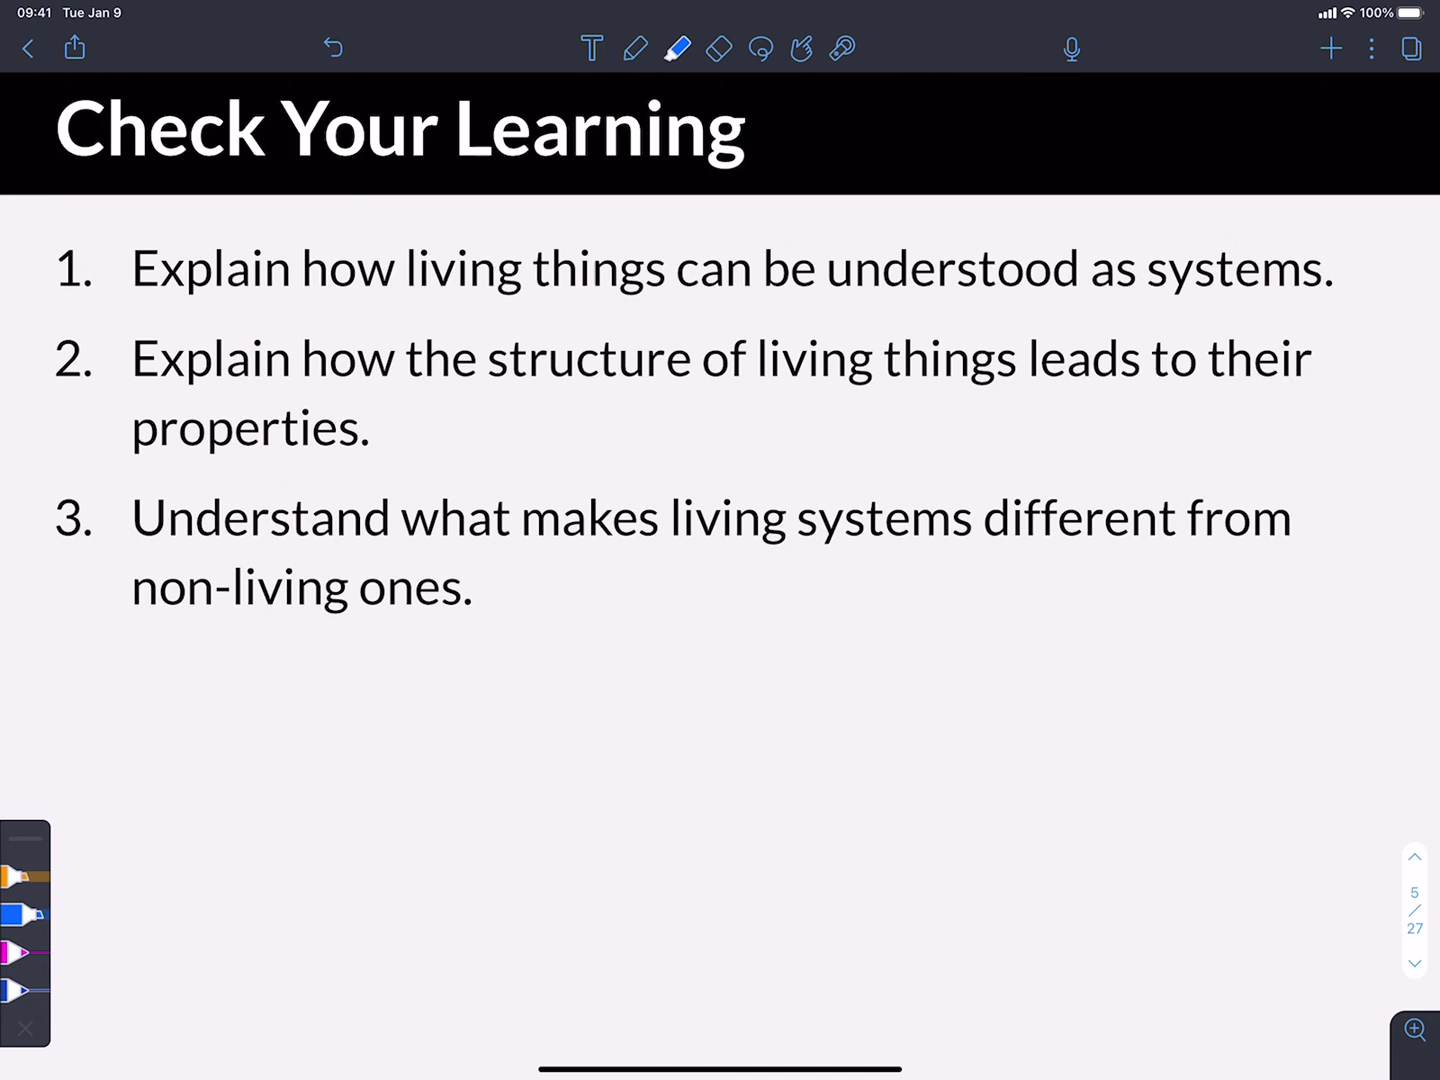 09:41 Tue Jan 9
100%
Check Your Learning
1. Explain how living things can be understood as systems.
2. Explain how the structure of living things leads to their
properties.
3. Understand what makes living systems different from
non-living ones.
5
/
27